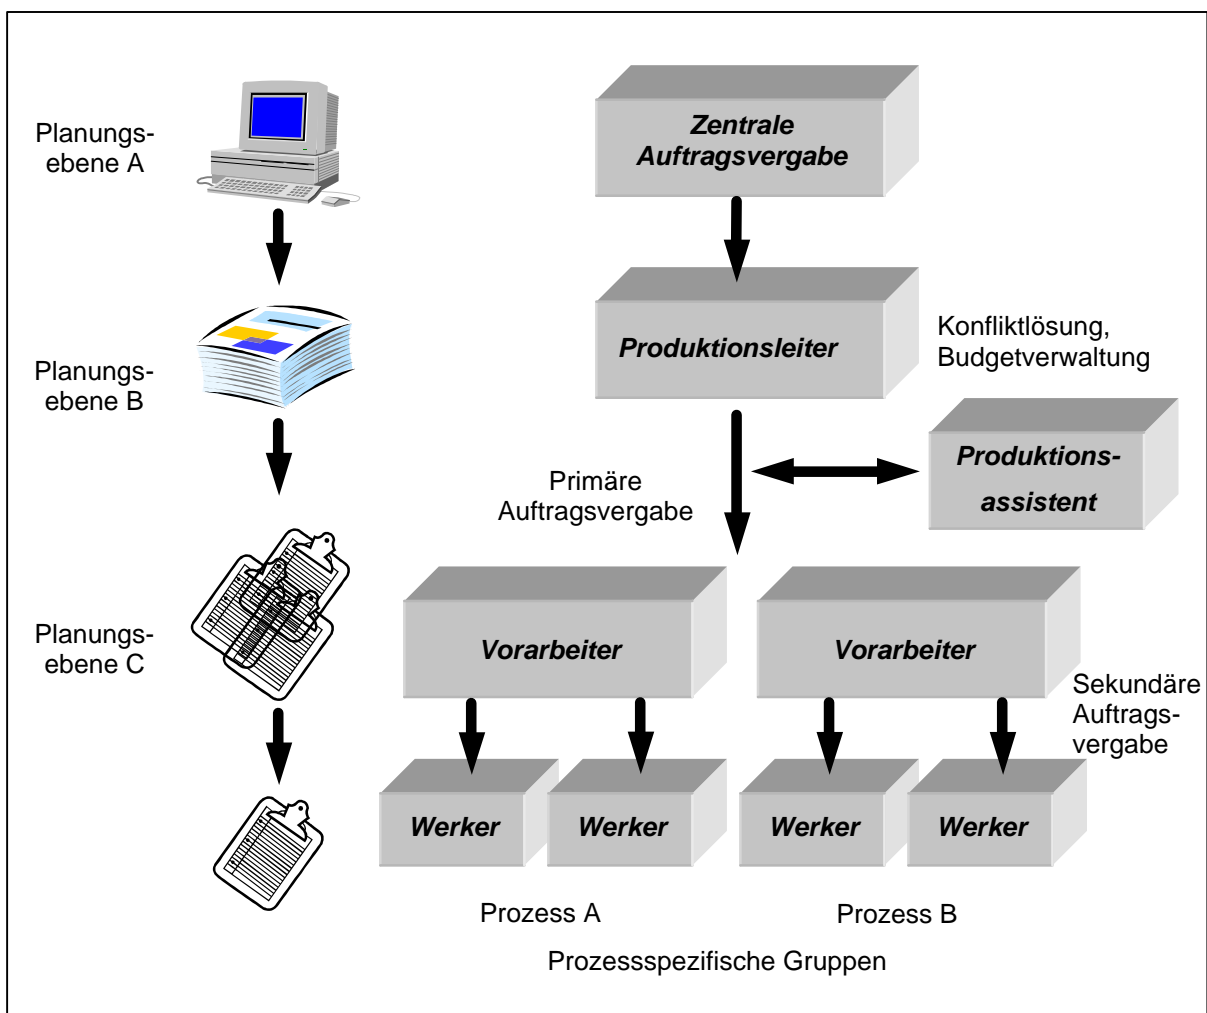 Planungs-
ebene A
Zentrale
Auftragsvergabe
Planungs-
ebene B
Produktionsleiter
Konfliktlösung,
Budgetverwaltung
Primäre
Auftragsvergabe
Produktions-
assistent
Planungs-
ebene C
Vorarbeiter
Vorarbeiter
Sekundäre
Auftrags-
vergabe
Werker
Werker
Werker
Werker
Prozess A
Prozess B
Prozessspezifische Gruppen